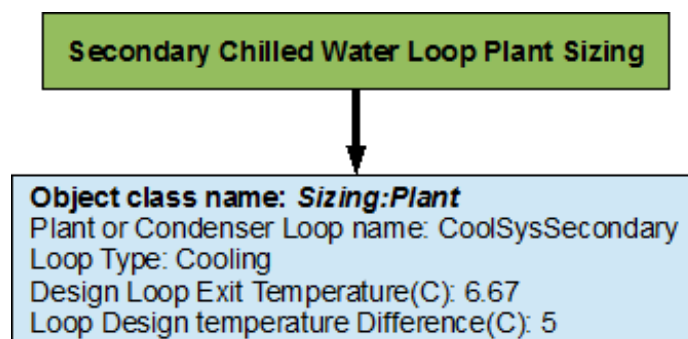 Secondary Chilled Water Loop Plant Sizing
Object class name: Sizing:Plant
Plant or Condenser Loop name: CoolSysSecondary
Loop Type: Cooling
Design Loop Exit Temperature(C): 6.67
Loop Design temperature Difference(C): 5